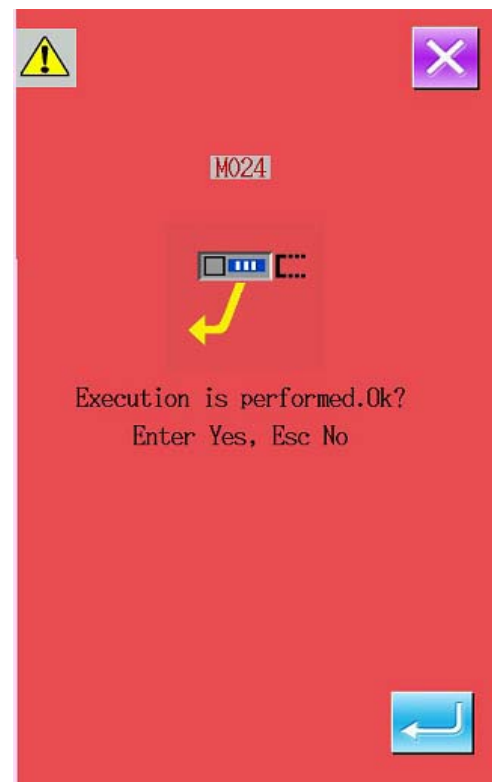 M024
Execution is performed.Ok?
Enter Yes, Esc No